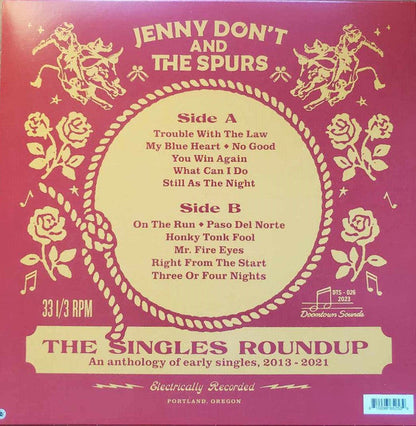 JENNY DON'T
AND
THE SPURS
Side A
Trouble With The Law
My Blue Heart ♦ No Good
You Win Again
What Can I Do
Still As The Night
Side B
On The Run ♦ Paso Del Norte
Honky Tonk Fool
Mr. Fire Eyes
Right From The Start
Three Or Four Nights
33 1/3 RPM
DTS - 026
2023
Doomtown Sounds
THE SINGLES ROUNDUP
An anthology of early singles, 2013 - 2021
Electrically Recorded
PORTLAND, OREGON